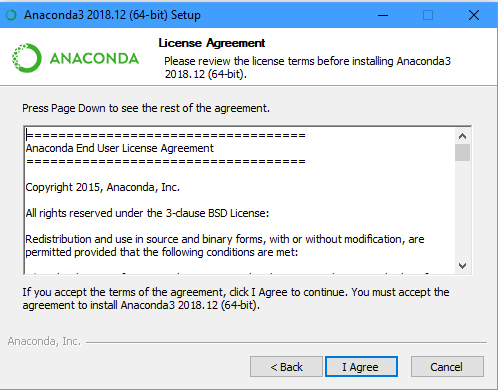 Anaconda3 2018.12 (64-bit) Setup
License Agreement
Please review the license terms before installing Anaconda3
2018.12 (64-bit).
ANACONDA
Press Page Down to see the rest of the agreement.
===================================
Anaconda End User License Agreement
===================================
Copyright 2015, Anaconda, Inc.
All rights reserved under the 3-clause BSD License:
Redistribution and use in source and binary forms, with or without modification, are
permitted provided that the following conditions are met:
If you accept the terms of the agreement, click I Agree to continue. You must accept the
agreement to install Anaconda3 2018.12 (64-bit).
Anaconda, Inc.
< Back
I Agree
Cancel